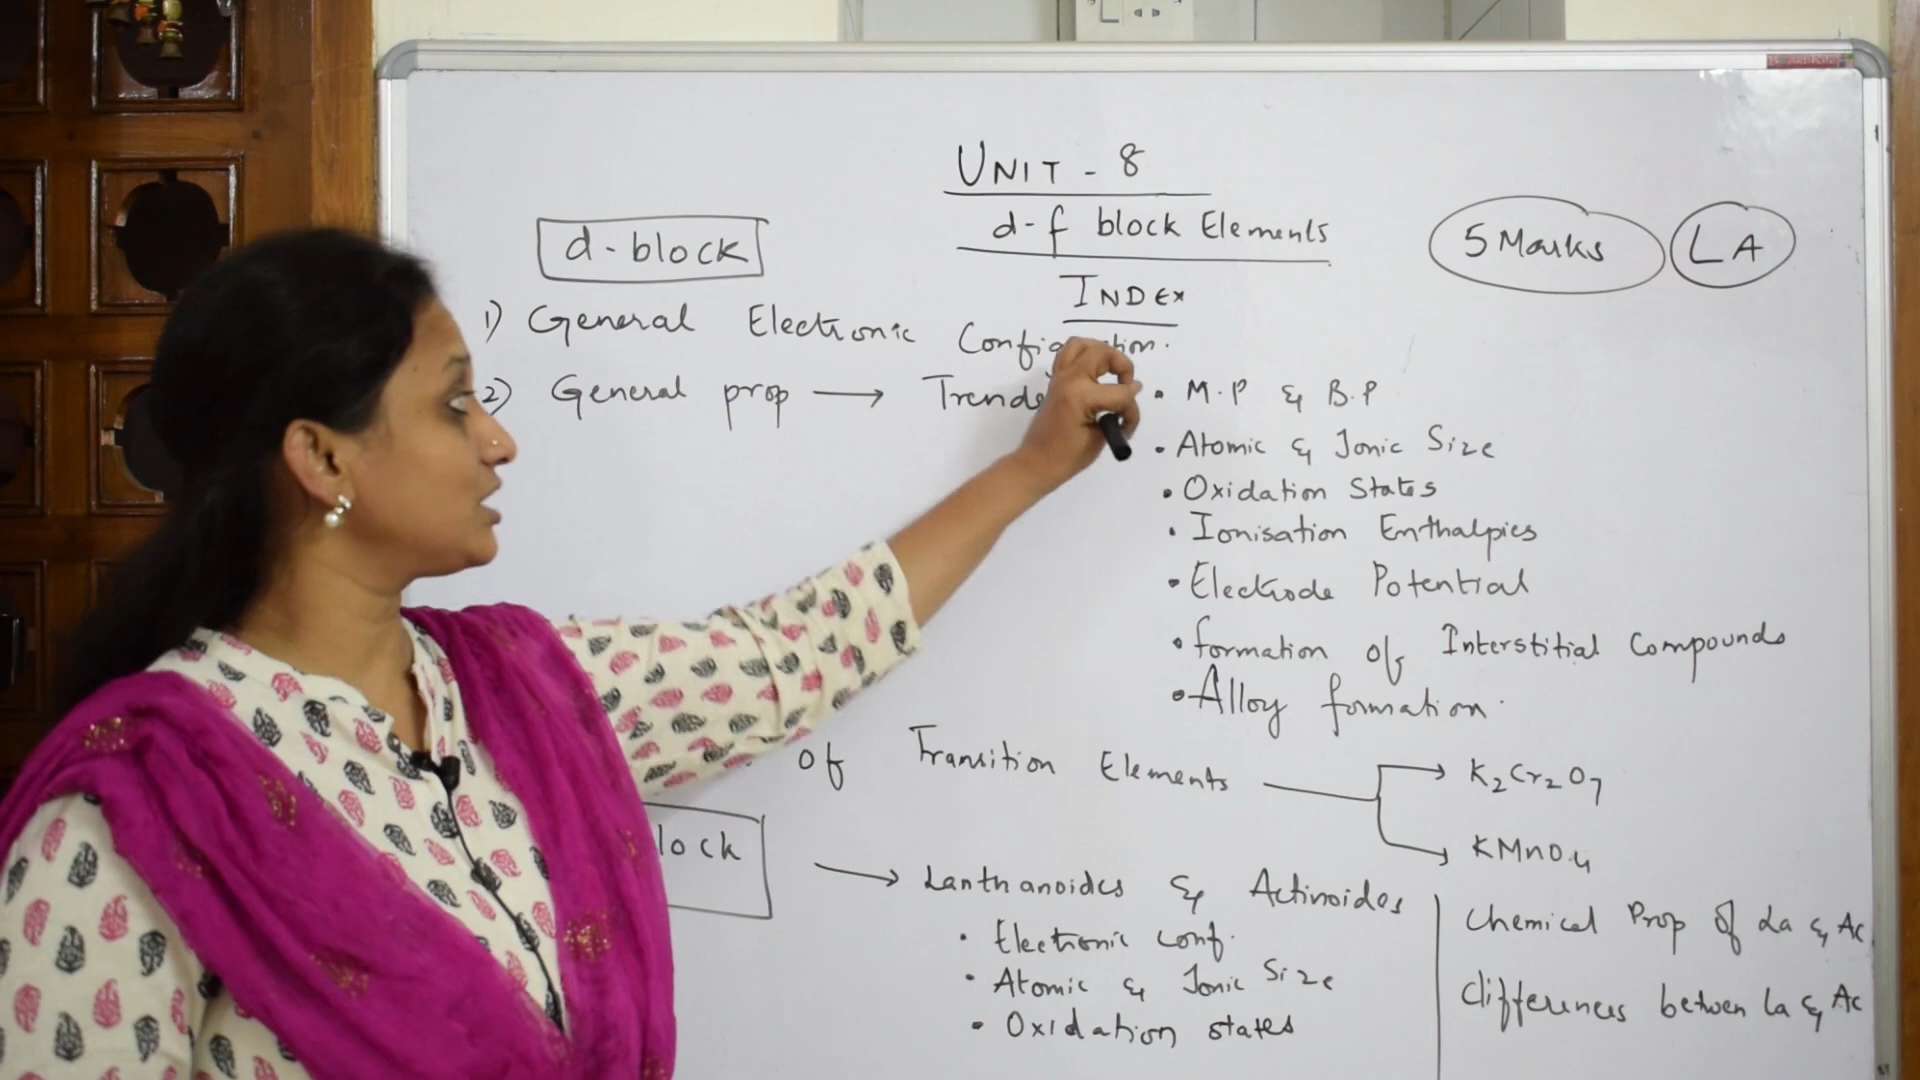 UNIT - 8
d-f block Elements
5 Marks
LA
d-block
INDEX
1) General Electronic Configuration.
2) General prop → Trends
• M.P & B.P
• Atomic & Ionic Size
• Oxidation States
• Ionisation Enthalpies
• Electrode Potential
• formation of Interstitial Compounds
• Alloy formation.
of Transition Elements
K2Cr2O7
KMnO4
lock → Lanthanoides & Actinoides
• Electronic conf.
• Atomic & Ionic Size
• Oxidation states
Chemical Prop of La & Ac
differences betwen La & Ac